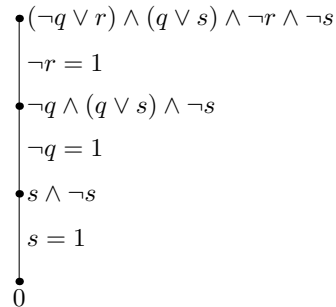 (¬q ∨ r) ∧ (q ∨ s) ∧ ¬r ∧ ¬s
¬r = 1
¬q ∧ (q ∨ s) ∧ ¬s
¬q = 1
s ∧ ¬s
s = 1
0